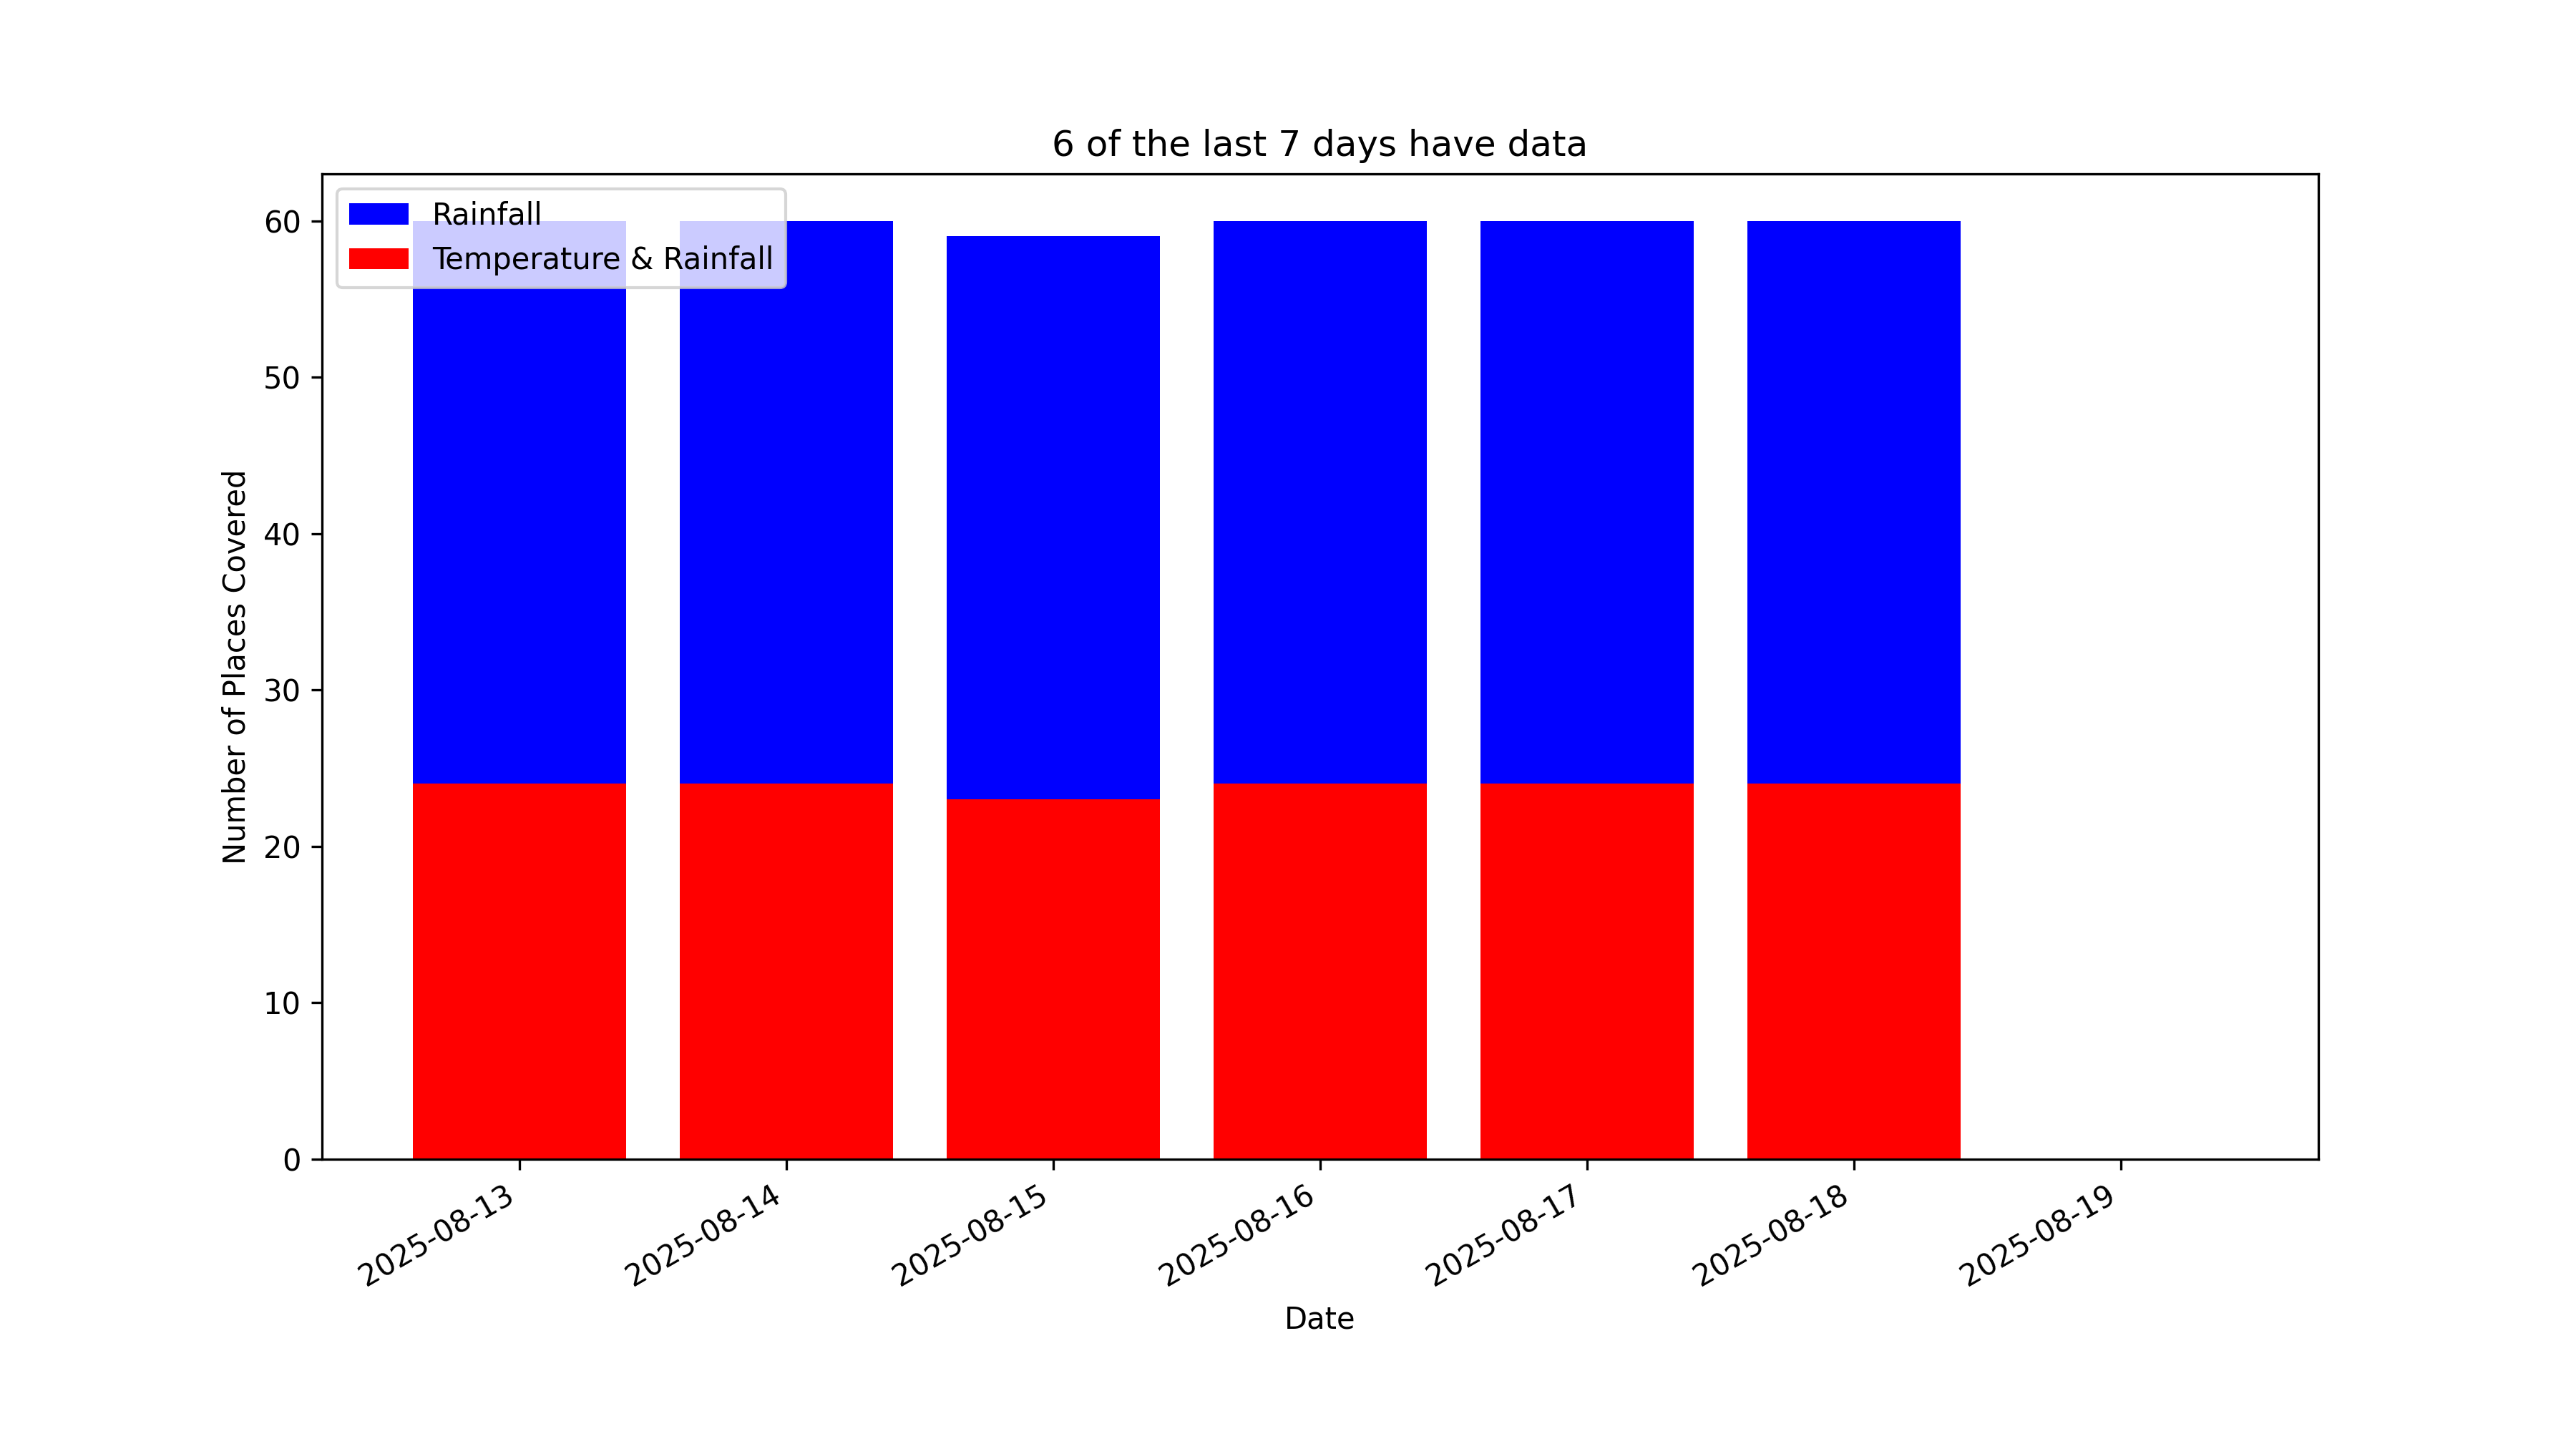 6 of the last 7 days have data
Rainfall
Temperature & Rainfall
Number of Places Covered
60
50
40
30
20
10
0
2025-08-13
2025-08-14
2025-08-15
2025-08-16
2025-08-17
2025-08-18
2025-08-19
Date